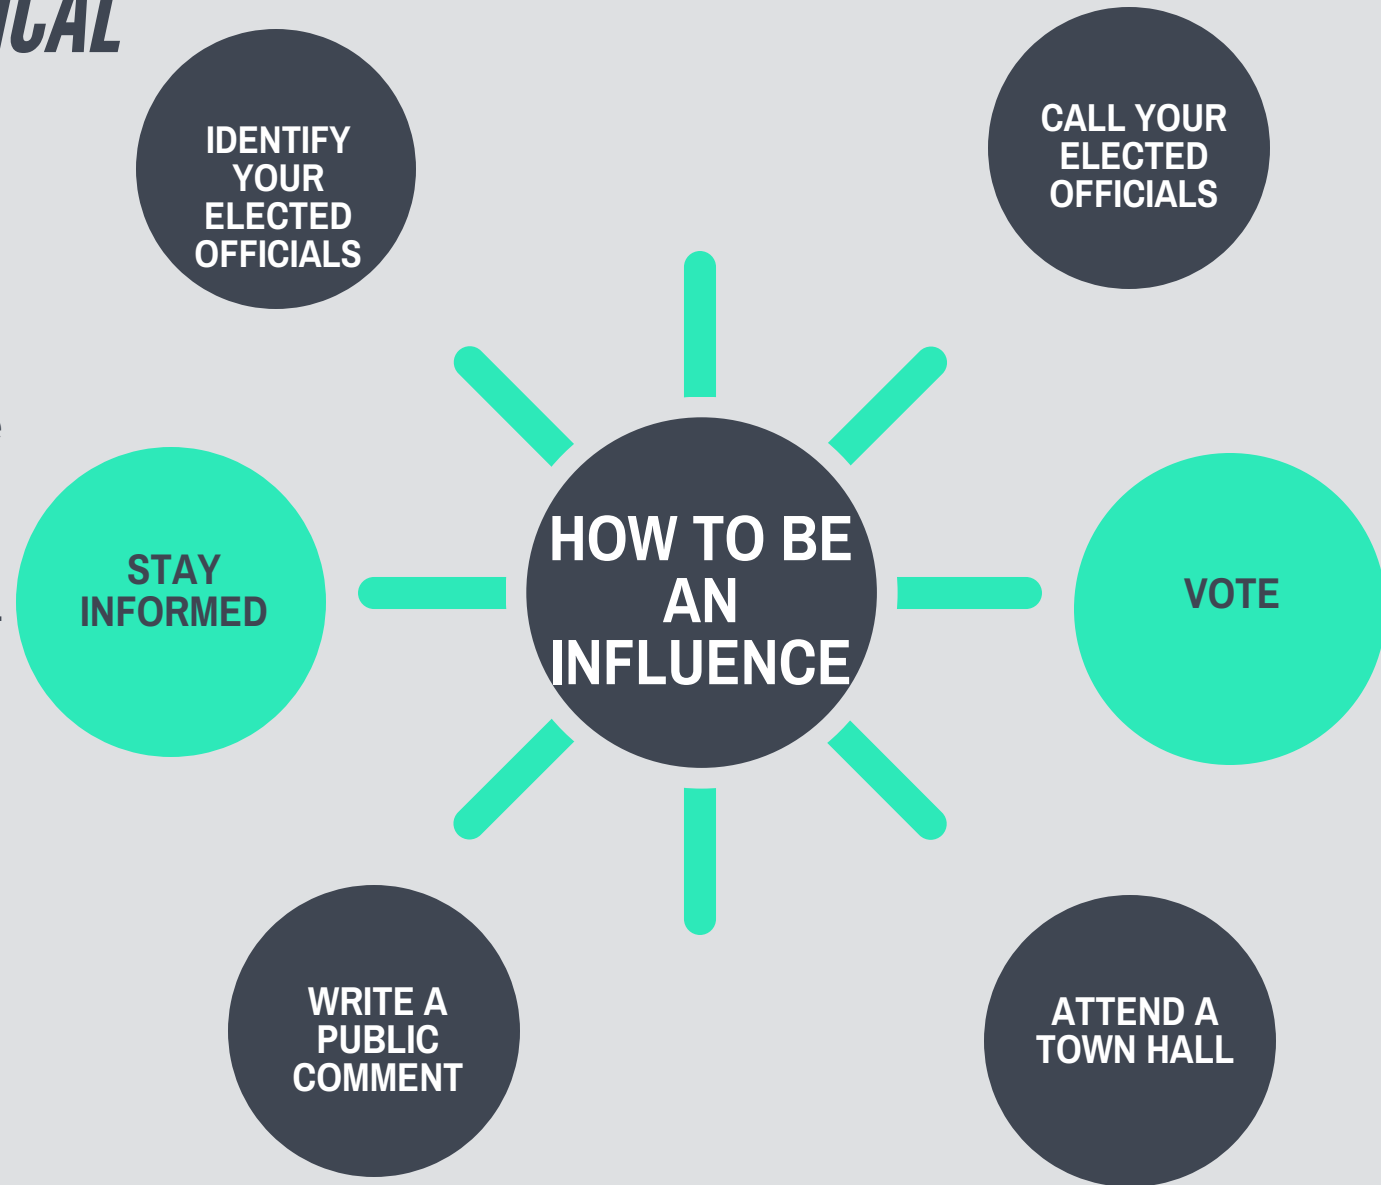 IDENTIFY
YOUR
ELECTED
OFFICIALS
CALL YOUR
ELECTED
OFFICIALS
STAY
INFORMED
HOW TO BE
AN
INFLUENCE
VOTE
WRITE A
PUBLIC
COMMENT
ATTEND A
TOWN HALL